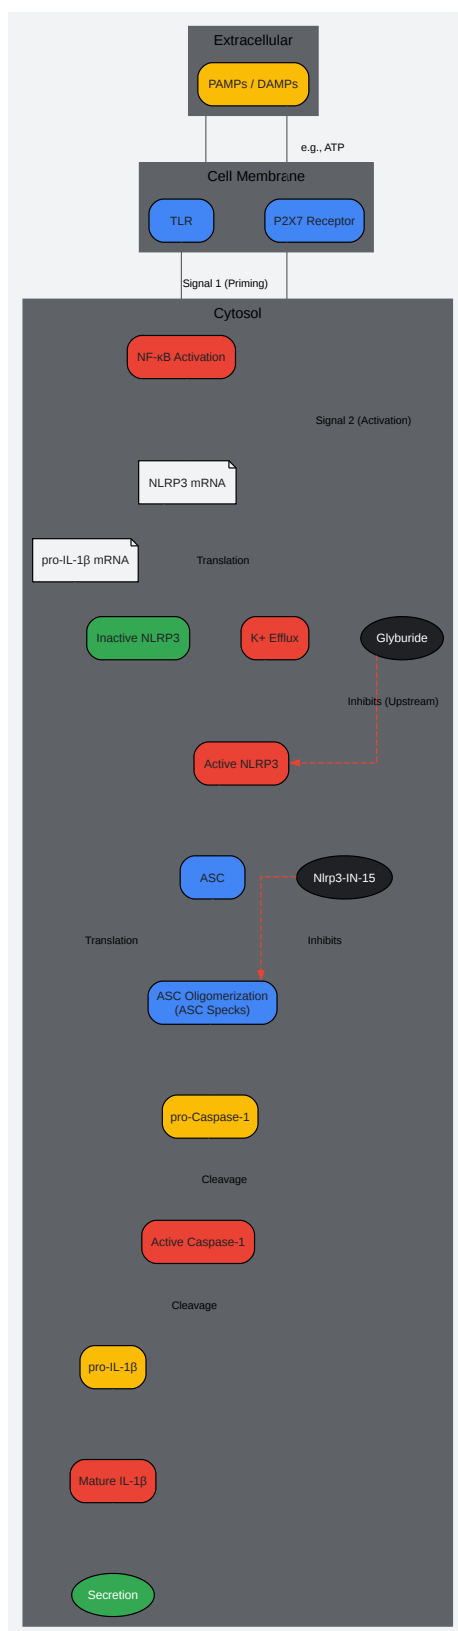 Extracellular
PAMPs / DAMPs
e.g., ATP
Cell Membrane
TLR
P2X7 Receptor
Signal 1 (Priming)
Cytosol
NF-κB Activation
Signal 2 (Activation)
NLRP3 mRNA
pro-IL-1β mRNA
Translation
Inactive NLRP3
K+ Efflux
Glyburide
Inhibits (Upstream)
Active NLRP3
ASC
Nlrp3-IN-15
Translation
Inhibits
ASC Oligomerization
(ASC Specks)
pro-Caspase-1
Cleavage
Active Caspase-1
Cleavage
pro-IL-1β
Mature IL-1β
Secretion